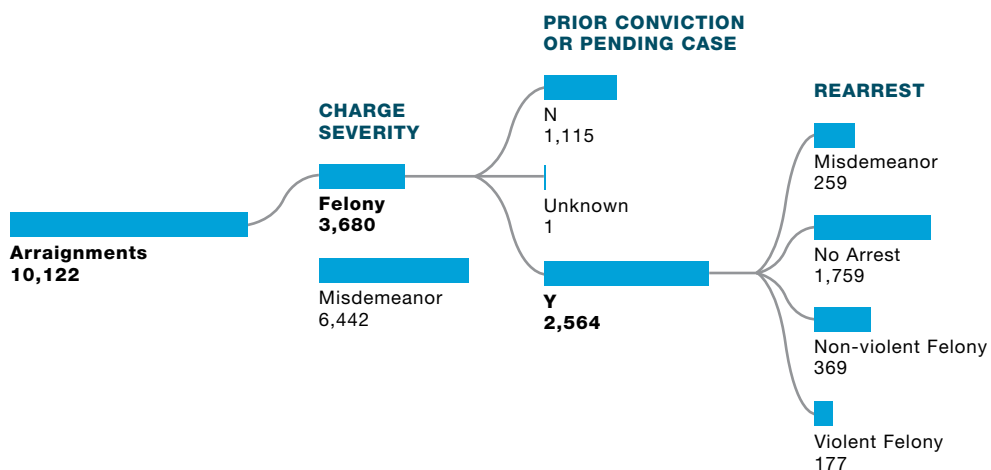 PRIOR CONVICTION
OR PENDING CASE
REARREST
CHARGE
SEVERITY
N
1,115
Misdemeanor
259
Felony
3,680
Unknown
1
Arraignments
10,122
No Arrest
1,759
Misdemeanor
6,442
Y
2,564
Non-violent Felony
369
Violent Felony
177